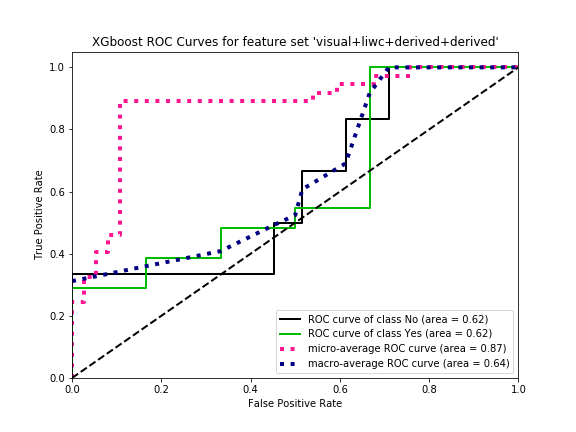 XGboost ROC Curves for feature set 'visual+liwc+derived+derived'
1.0
0.8
0.6
0.4
0.2
0.0
True Positive Rate
ROC curve of class No (area = 0.62)
ROC curve of class Yes (area = 0.62)
micro-average ROC curve (area = 0.87)
macro-average ROC curve (area = 0.64)
0.0 0.2 0.4 0.6 0.8 1.0
False Positive Rate